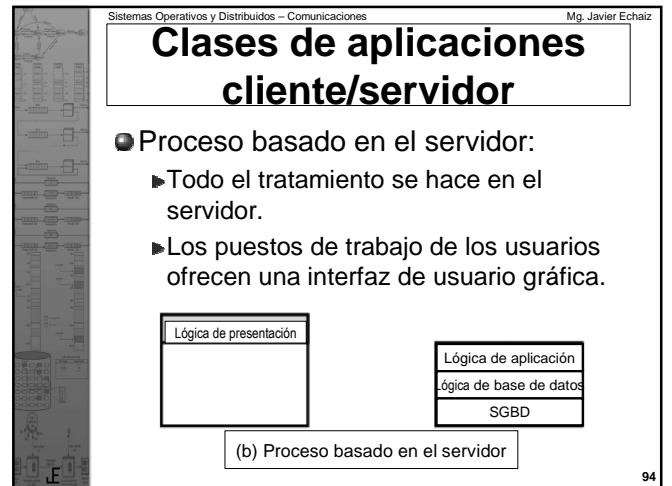 Sistemas Operativos y Distribuidos – Comunicaciones
Mg. Javier Echaiz
Clases de aplicaciones
cliente/servidor
Proceso basado en el servidor:
Todo el tratamiento se hace en el
servidor.
Los puestos de trabajo de los usuarios
ofrecen una interfaz de usuario gráfica.
Lógica de presentación
Lógica de aplicación
Lógica de base de datos
SGBD
(b) Proceso basado en el servidor
JE
94